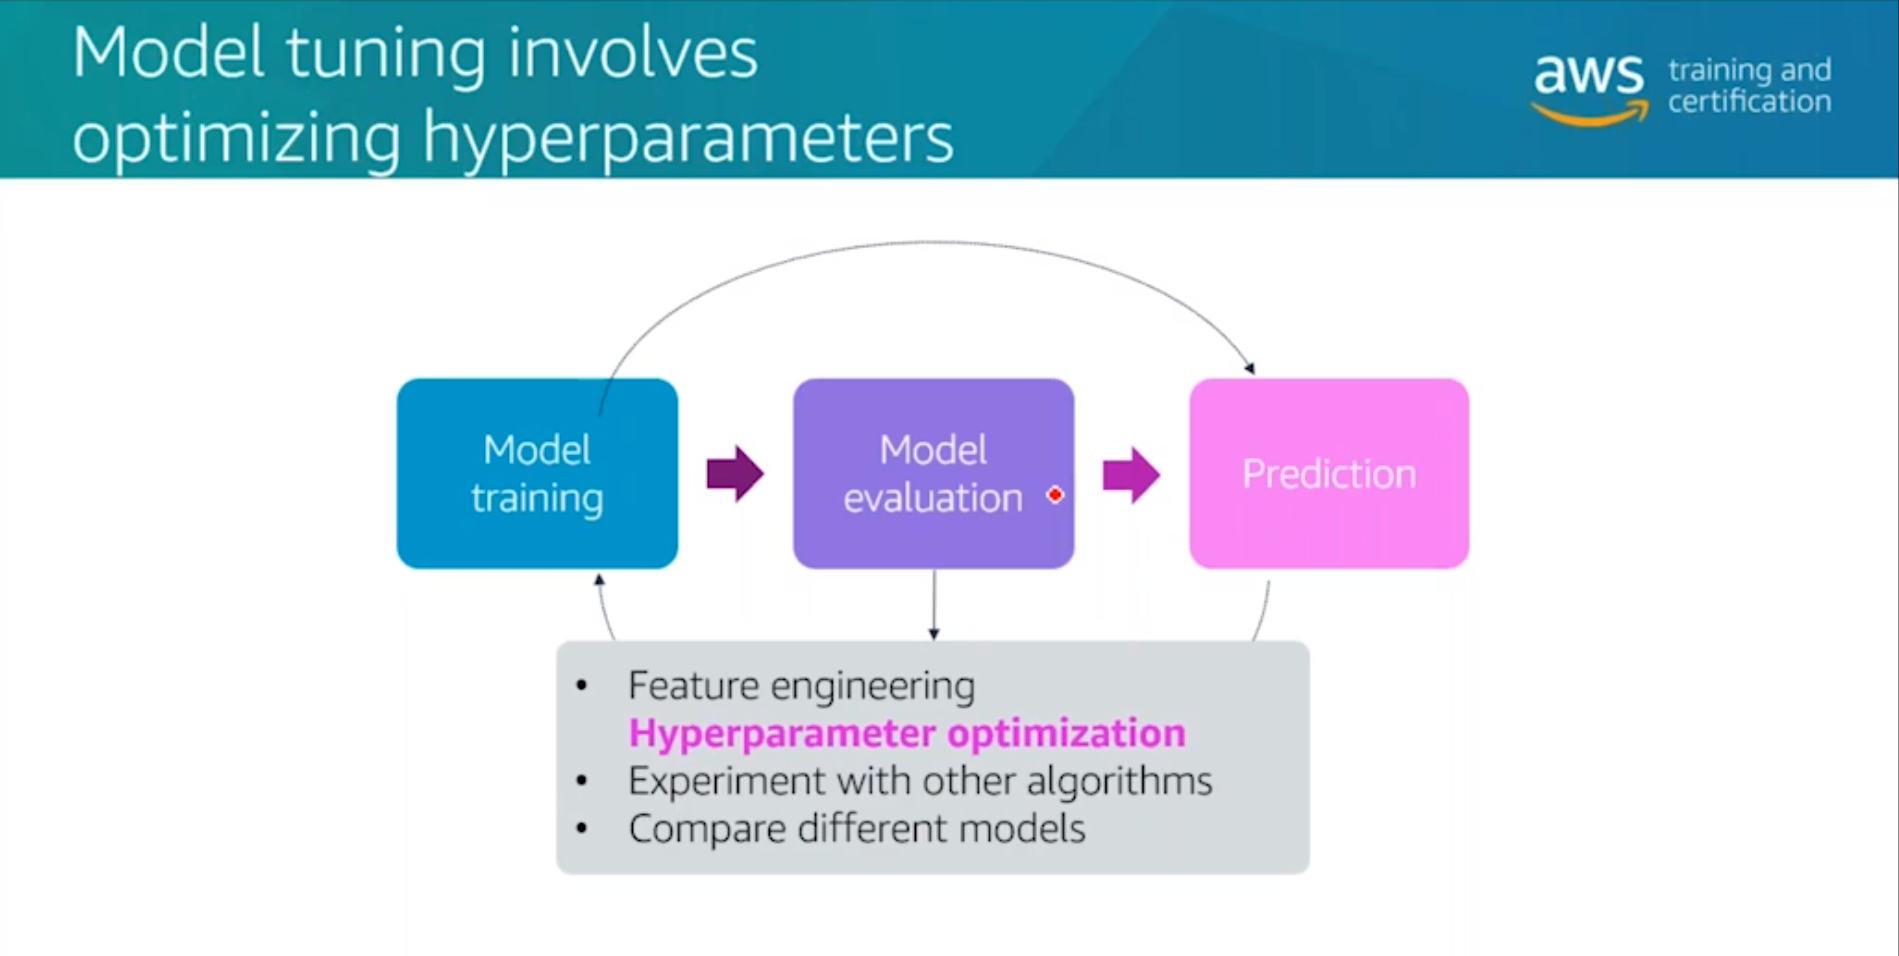 Model tuning involves
optimizing hyperparameters
aws
training and
certification
Model
training
Model
evaluation
Prediction
• Feature engineering
Hyperparameter optimization
• Experiment with other algorithms
• Compare different models